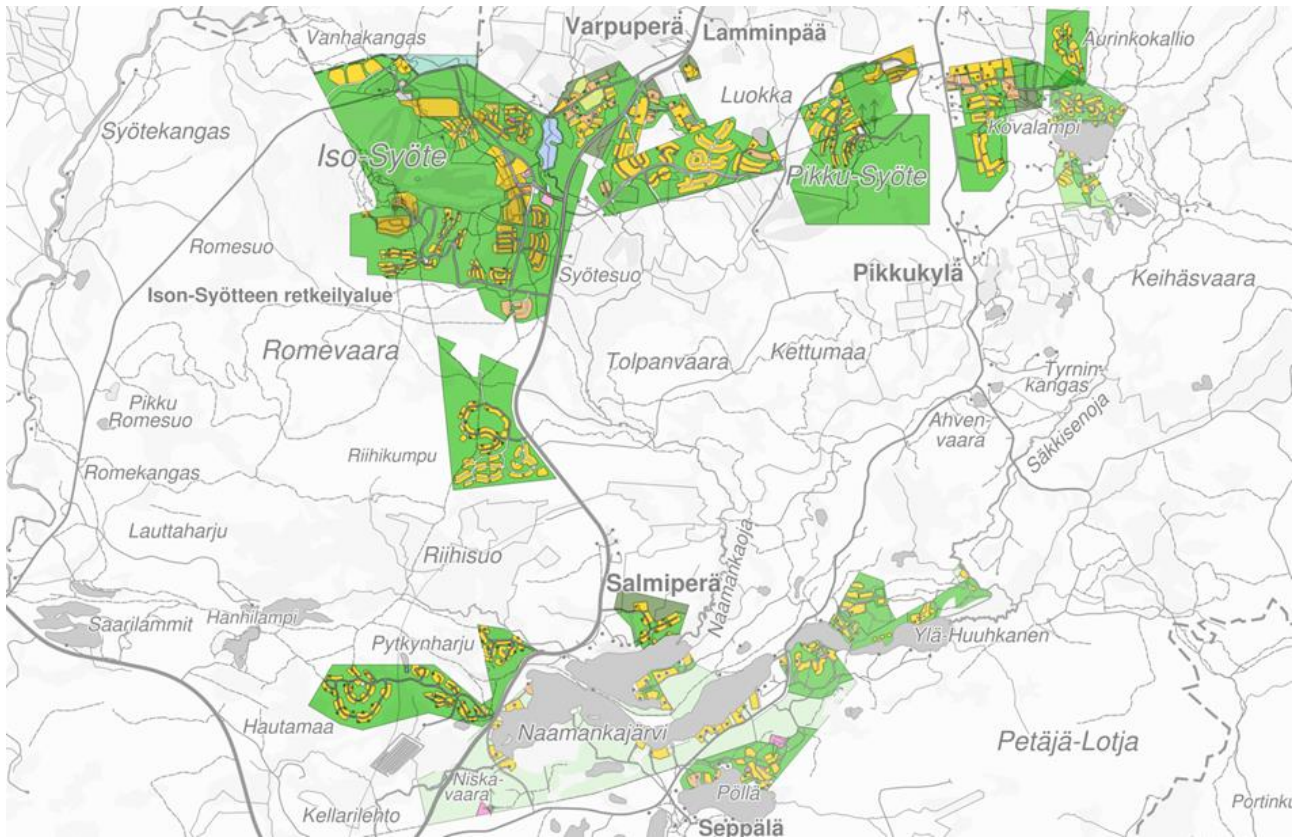 Varpuperä
Lamminpää
Vanhakangas
Aurinkokallio
Luokka
Syötekangas
Kovalampi
Iso-Syöte
Pikku-Syöte
Romesuo
Syötesuo
Pikkukylä
Keihäsvaara
Ison-Syötteen retkeilyalue
Romevaara
Tolpanvaara
Kettumaa
Tyrnin-
kangas
Pikku
Romesuo
Ahven-
vaara
Säkkisenoja
Riihikumpu
Romekangas
Lauttaharju
Riihisuo
Naamankaoja
Salmiperä
Hanhilampi
Saarilammit
Pytkynharju
Ylä-Huuhkanen
Hautamaa
Naamankajärvi
Petäjä-Lotja
Niska-
vaara
Pöllä
Kellarilehto
Portinku
Seppälä